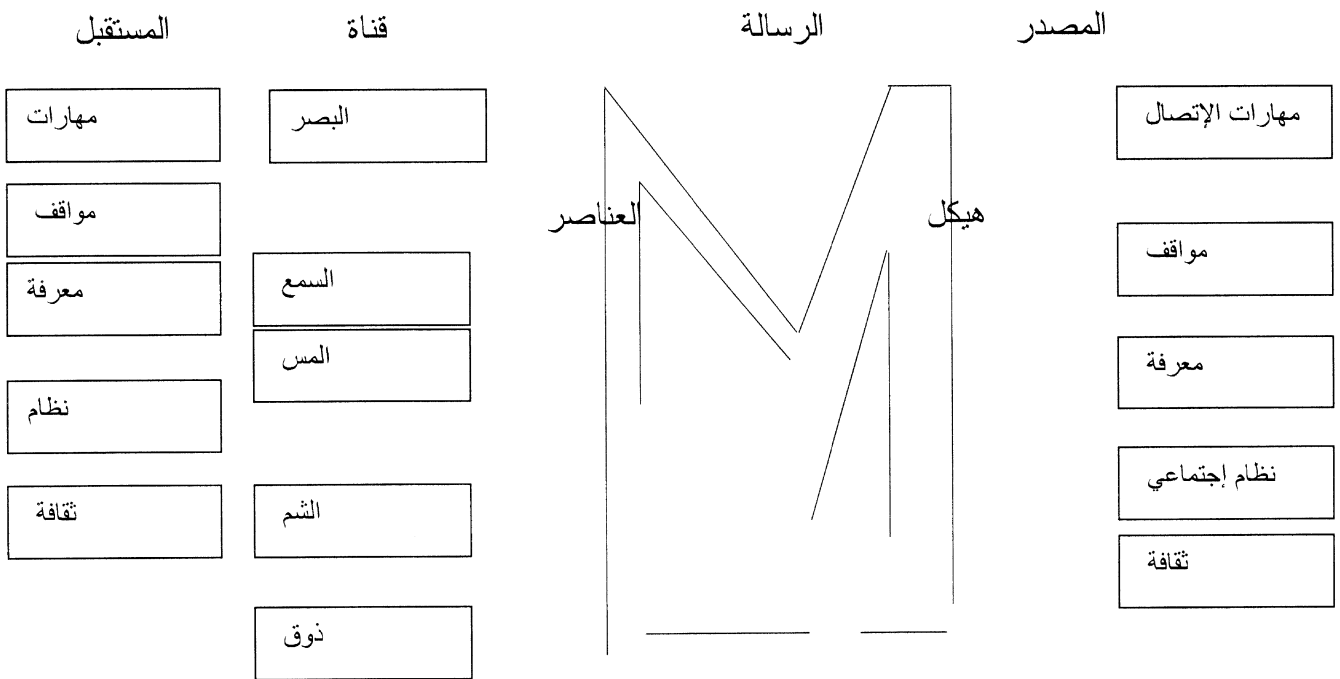 المصدر
الرسالة
قناة
المستقبل
مهارات الإتصال
مواقف
معرفة
نظام إجتماعي
ثقافة
هيكل
العناصر
البصر
السمع
المس
الشم
ذوق
مهارات
مواقف
معرفة
نظام
ثقافة